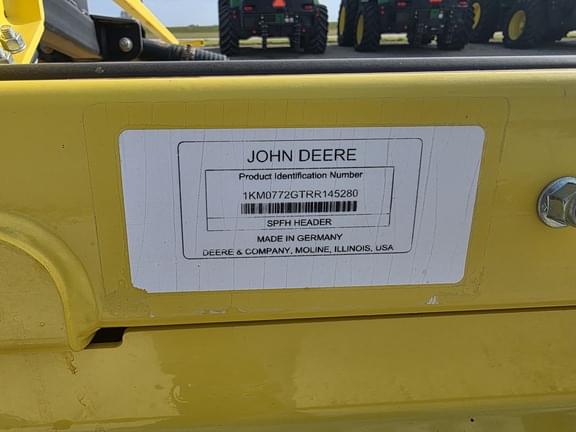 JOHN DEERE
Product Identification Number
1KM0772GTRR145280
SPFH HEADER
MADE IN GERMANY
DEERE & COMPANY, MOLINE, ILLINOIS, USA